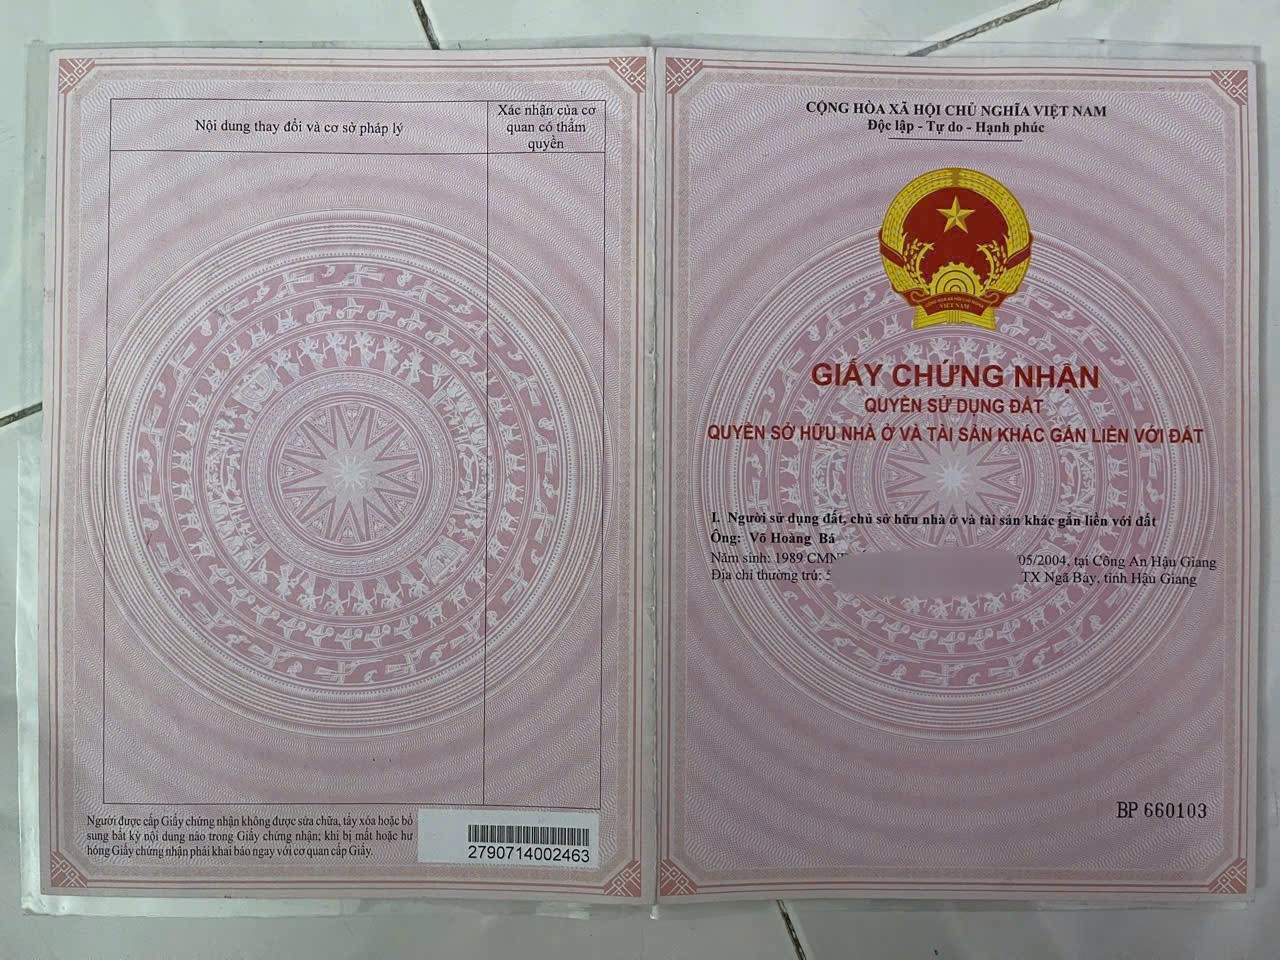 Nội dung thay đổi và cơ sở pháp lý
Xác nhận của cơ
quan có thẩm
quyền
Người được cấp Giấy chứng nhận không được sửa chữa, tẩy xóa hoặc bổ
sung bất kỳ nội dung nào trong Giấy chứng nhận; khi bị mất hoặc hư
hỏng Giấy chứng nhận phải khai báo ngay với cơ quan cấp Giấy.
2790714002463
CỘNG HÒA XÃ HỘI CHỦ NGHĨA VIỆT NAM
Độc lập - Tự do - Hạnh phúc
VIỆT NAM
GIẤY CHỨNG NHẬN
QUYỀN SỬ DỤNG ĐẤT
QUYỀN SỞ HỮU NHÀ Ở VÀ TÀI SẢN KHÁC GẮN LIỀN VỚI ĐẤT
I. Người sử dụng đất, chủ sở hữu nhà ở và tài sản khác gắn liền với đất
Ông: Võ Hoàng Bá
Năm sinh: 1989 /05/2004, tại Công An Hậu Giang
Địa chỉ thường trú: TX Ngã Bảy, tỉnh Hậu Giang
BP 660103